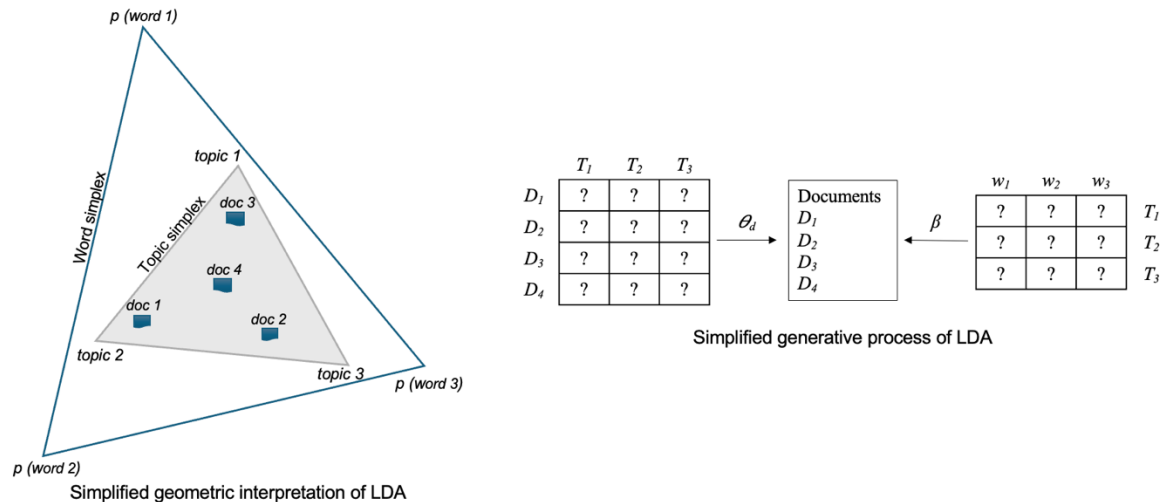 p (word 1)
Word simplex
topic 1
Topic simplex
doc 3
doc 4
doc 1
doc 2
topic 2
topic 3
p (word 3)
p (word 2)
Simplified geometric interpretation of LDA
T1 T2 T3
D1 ? ? ?
D2 ? ? ?
D3 ? ? ?
D4 ? ? ?
θd
Documents
D1
D2
D3
D4
β
w1 w2 w3
? ? ? T1
? ? ? T2
? ? ? T3
Simplified generative process of LDA